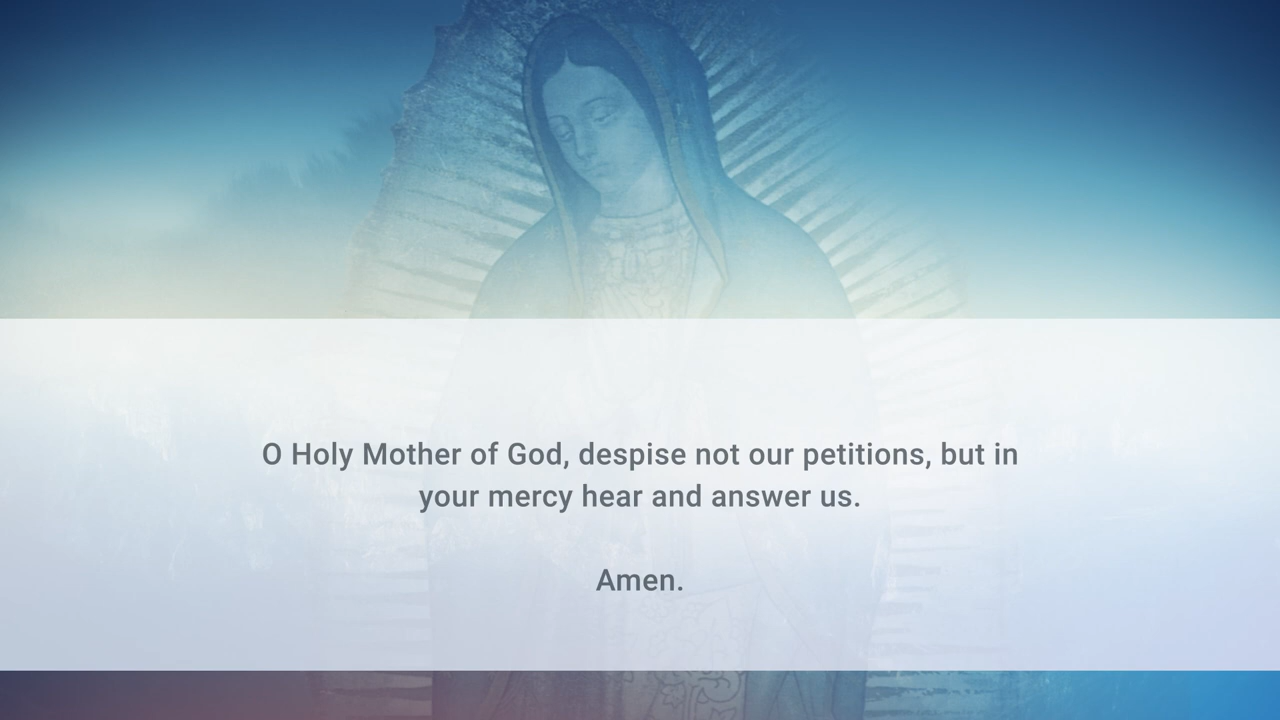 O Holy Mother of God, despise not our petitions, but in
your mercy hear and answer us.
Amen.